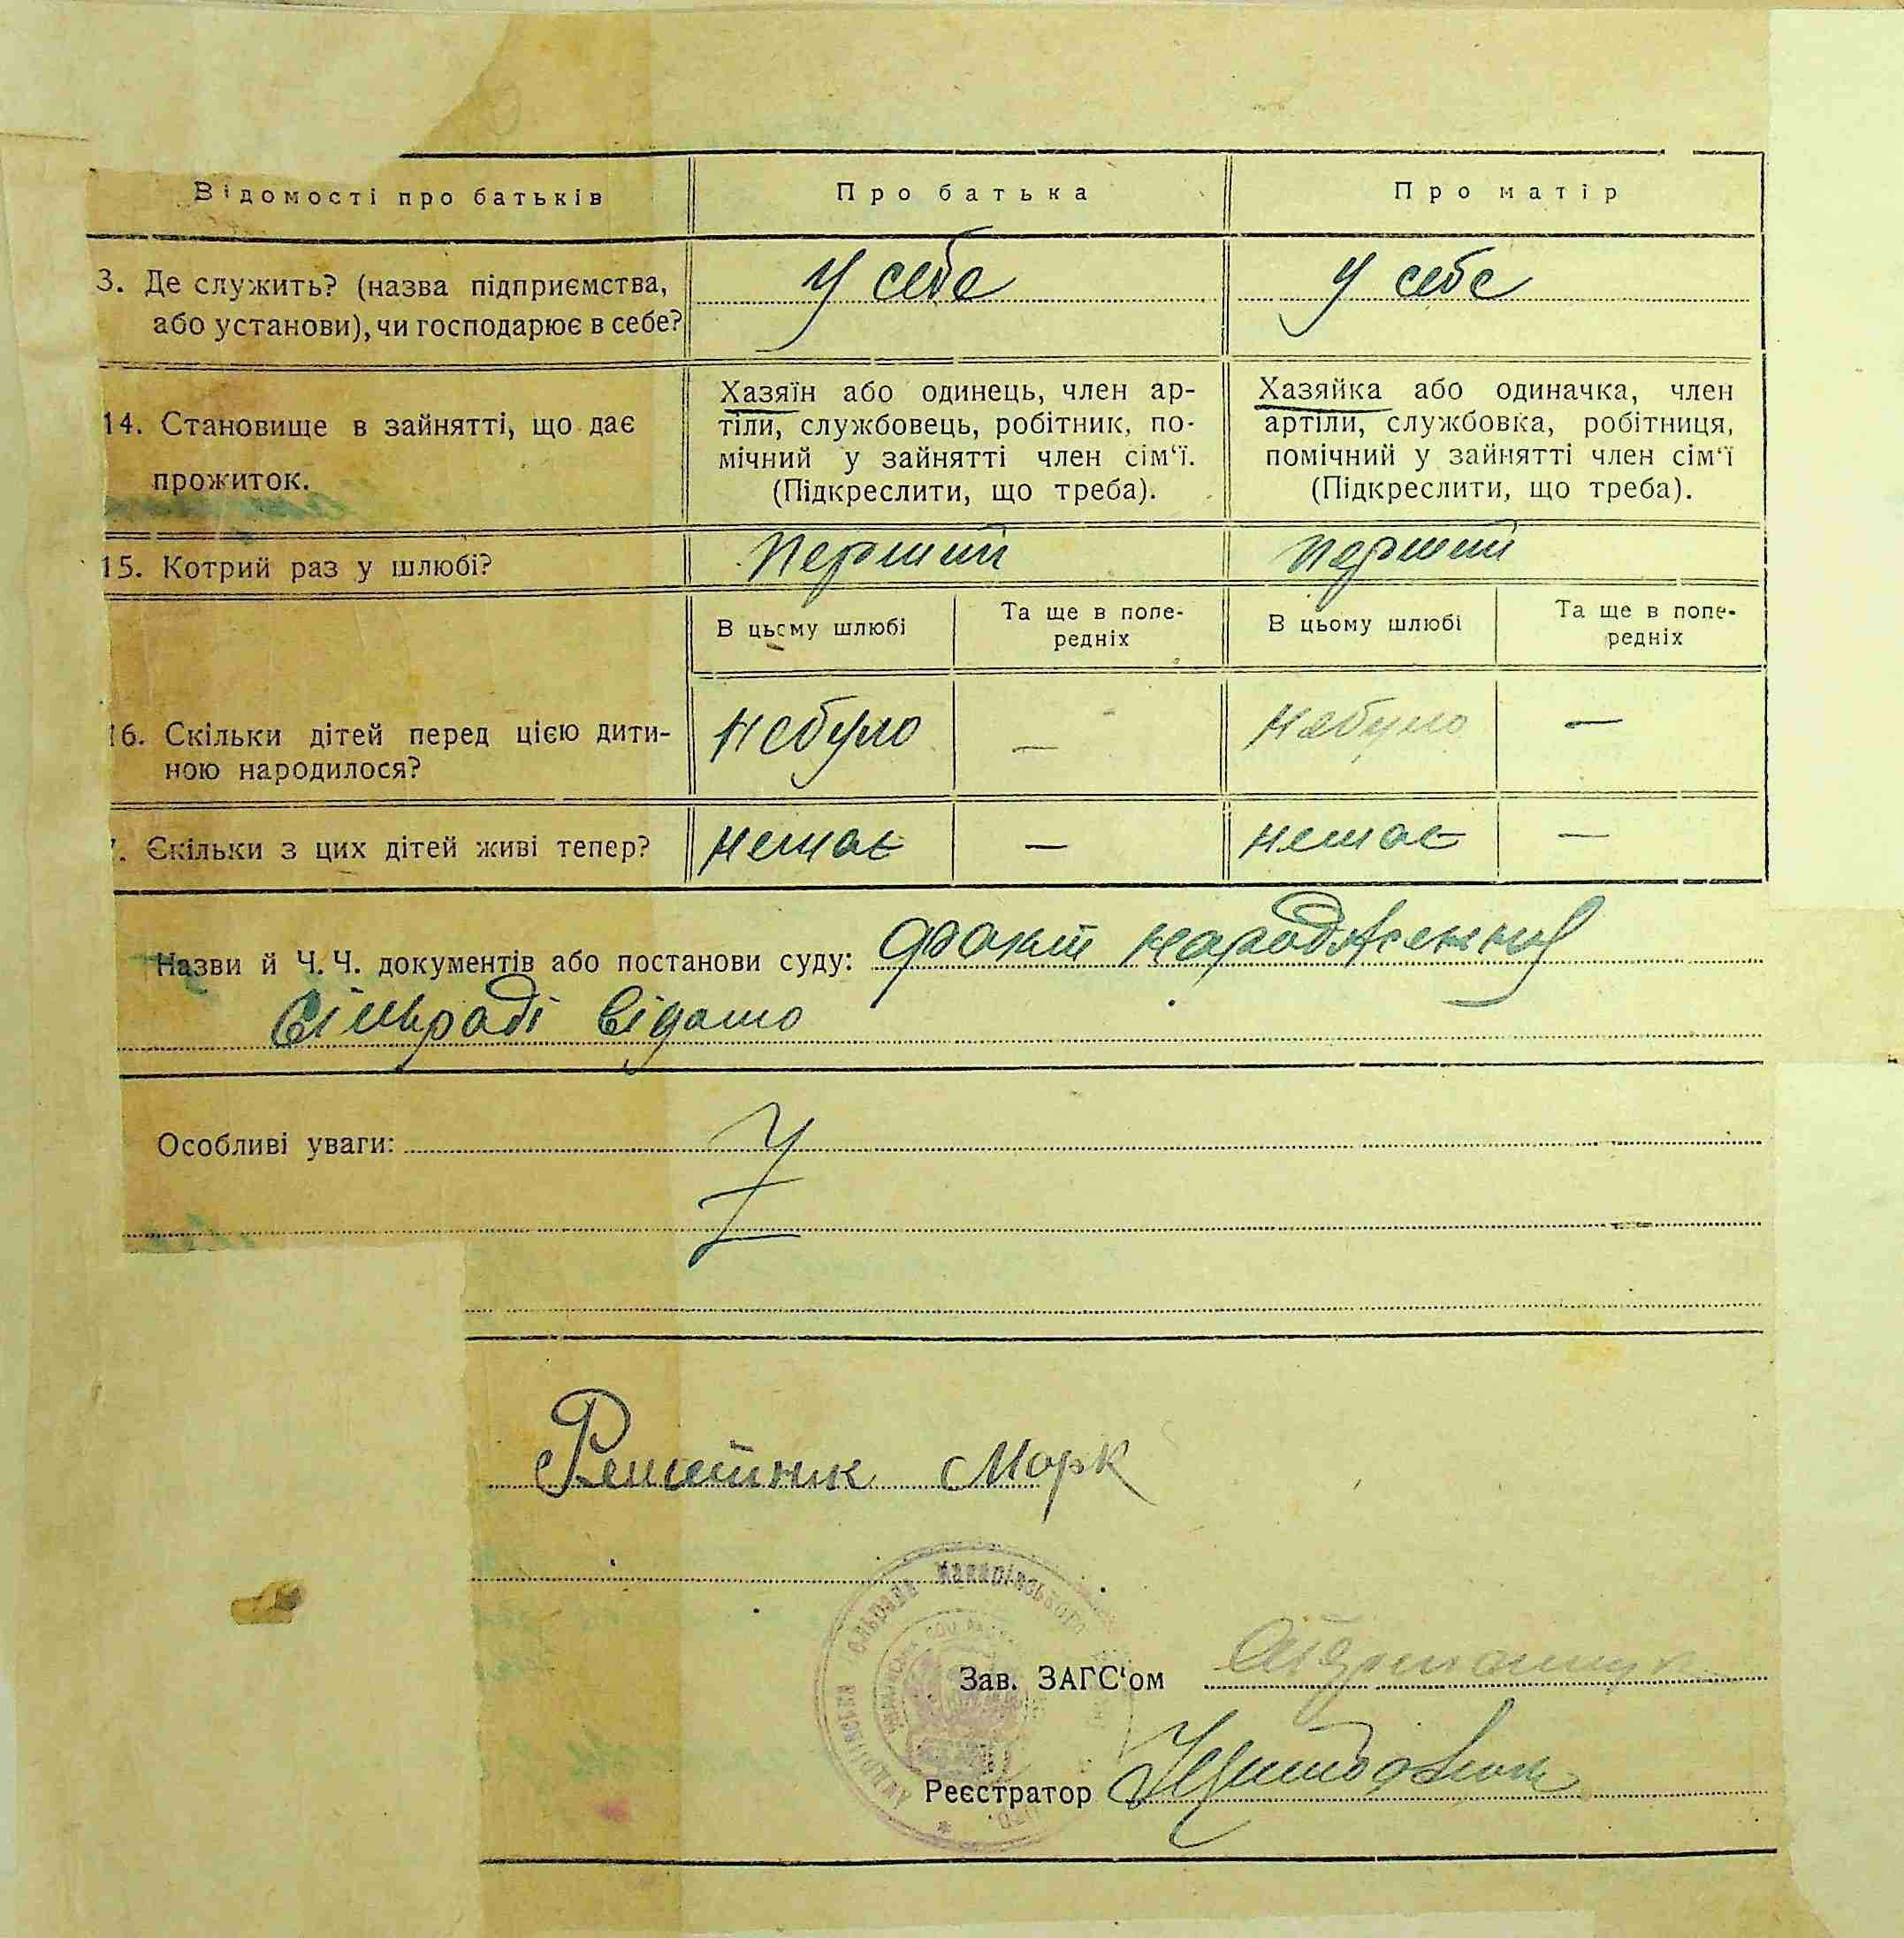 Відомості про батьків
Про батька
Про матір
3. Де служить? (назва підприємства,
або установи), чи господарює в себе?
У себе
У себе
14. Становище в зайнятті, що дає
прожиток.
Хазяїн або одинець, член ар-
тіли, службовець, робітник, по-
мічний у зайнятті член сім‘ї.
(Підкреслити, що треба).
Хазяйка або одиначка, член
артіли, службовка, робітниця,
помічний у зайнятті член сім‘ї
(Підкреслити, що треба).
15. Котрий раз у шлюбі?
Перший
Перший
В цьому шлюбі
Та ще в попе-
редніх
В цьому шлюбі
Та ще в попе-
редніх
16. Скільки дітей перед цією дити-
ною народилося?
небуло
—
небуло
—
7. Скільки з цих дітей живі тепер?
немає
—
немає
—
Назви й Ч. Ч. документів або постанови суду: факт народження
сільраді відомо
Особливі уваги:
Решетник Марк
сільрада Макарівського
Зав. ЗАГС‘ом
Реєстратор